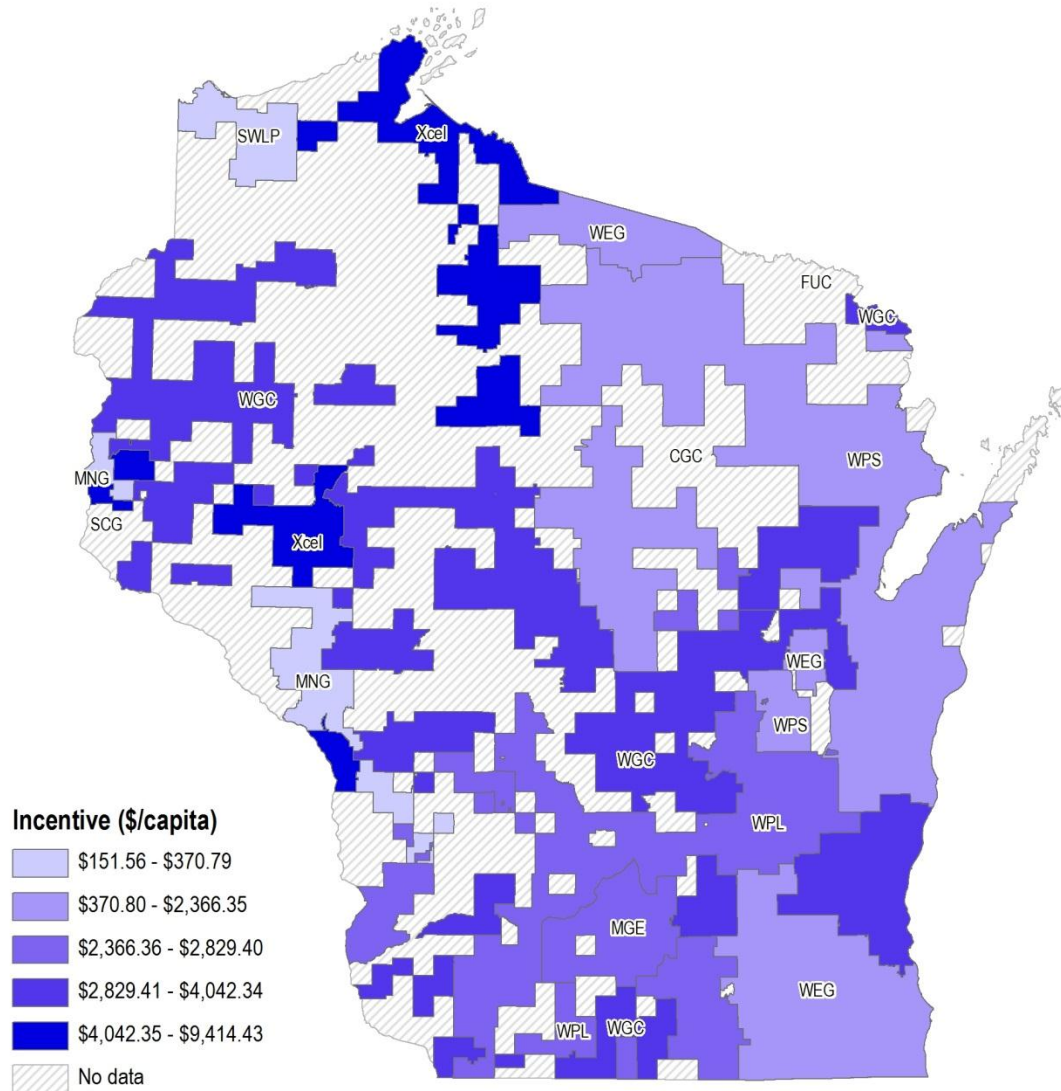 SWLP
Xcel
WEG
FUC
WGC
WGC
CGC
WPS
MNG
SCG
Xcel
WEG
MNG
WPS
WGC
WPL
MGE
WEG
WPL
WGC
Incentive ($/capita)
$151.56 - $370.79
$370.80 - $2,366.35
$2,366.36 - $2,829.40
$2,829.41 - $4,042.34
$4,042.35 - $9,414.43
No data